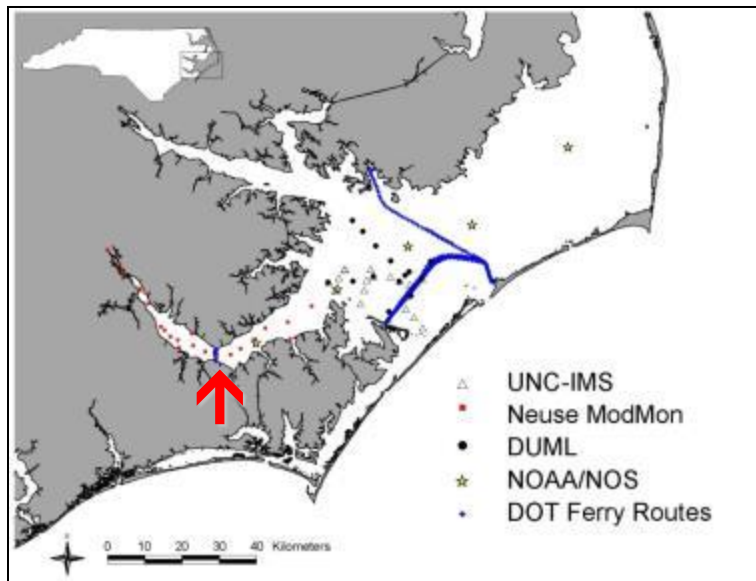 UNC-IMS
Neuse ModMon
DUML
NOAA/NOS
DOT Ferry Routes
0 10 20 30 40 Kilometers